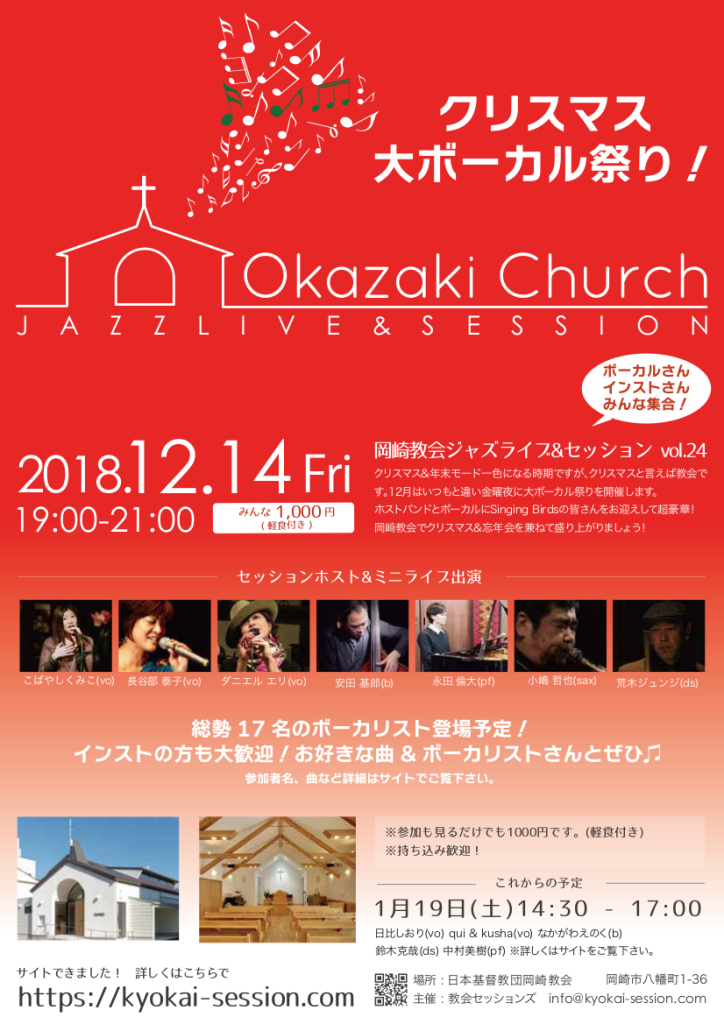 クリスマス
大ボーカル祭り！
Okazaki Church
JAZZ LIVE & SESSION
ボーカルさん
インストさん
みんな集合！
2018.12.14 Fri
19:00-21:00
みんな 1,000 円
( 軽食付き )
岡崎教会ジャズライブ&セッション vol.24
クリスマス&年末モード一色になる時期ですが、クリスマスと言えば教会で
す。12月はいつもと違い金曜夜に大ボーカル祭りを開催します。
ホストバンドとボーカルにSinging Birdsの皆さんをお迎えして超豪華！
岡崎教会でクリスマス&忘年会を兼ねて盛り上がりましょう！
セッションホスト&ミニライブ出演
こばやしくみこ(vo)
長谷部 泰子(vo)
ダニエル エリ(vo)
安田 基郎(b)
永田 倫大(pf)
小嶋 哲也(sax)
荒木ジュンジ(ds)
総勢 17 名のボーカリスト登場予定！
インストの方も大歓迎！お好きな曲 & ボーカリストさんとぜひ♫
参加者名、曲など詳細はサイトでご覧下さい。
※参加も見るだけでも1000円です。(軽食付き)
※持ち込み歓迎！
これからの予定
1月19日(土)14:30 - 17:00
日比しおり(vo) qui & kusha(vo) なかがわえのく(b)
鈴木克哉(ds) 中村美樹(pf) ※詳しくはサイトをご覧下さい。
サイトできました！ 詳しくはこちらで
https://kyokai-session.com
場所 : 日本基督教団岡崎教会 岡崎市八幡町1-36
主催 : 教会セッションズ info@kyokai-session.com